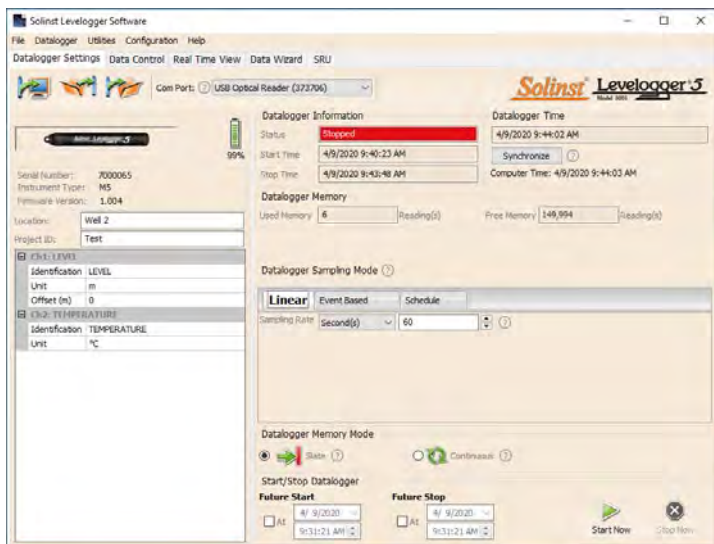 Solinst Levelogger Software
File Datalogger Utilities Configuration Help
Datalogger Settings Data Control Real Time View Data Wizard SRU
Com Port: ? USB Optical Reader (373706)
Solinst Levelogger 5
Datalogger Information
Status Stopped
Start Time 4/9/2020 9:40:23 AM
Stop Time 4/9/2020 9:43:48 AM
Datalogger Time
4/9/2020 9:44:02 AM
Synchronize ?
Computer Time: 4/9/2020 9:44:03 AM
99%
Serial Number: 7000065
Instrument Type: M5
Firmware Version: 1.004
Location: Well 2
Project ID: Test
Ch1: LEVEL
Identification LEVEL
Unit m
Offset (m) 0
Ch2: TEMPERATURE
Identification TEMPERATURE
Unit °C
Datalogger Memory
Used Memory 6 Reading(s) Free Memory 149,994 Reading(s)
Datalogger Sampling Mode ?
Linear Event Based Schedule
Sampling Rate Second(s) 60 ?
Datalogger Memory Mode
Slate ? Continuous ?
Start/Stop Datalogger
Future Start Future Stop
At 4/ 9/2020 At 4/ 9/2020
9:31:21 AM 9:31:21 AM
Start Now Stop Now